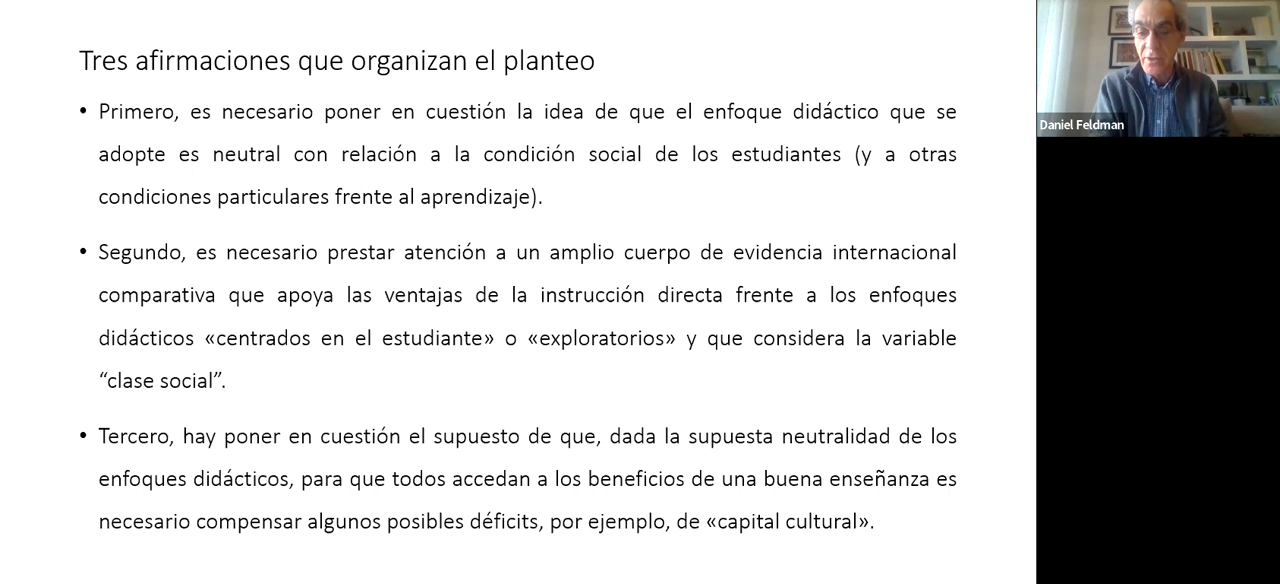 Tres afirmaciones que organizan el planteo
• Primero, es necesario poner en cuestión la idea de que el enfoque didáctico que se
adopte es neutral con relación a la condición social de los estudiantes (y a otras
condiciones particulares frente al aprendizaje).
• Segundo, es necesario prestar atención a un amplio cuerpo de evidencia internacional
comparativa que apoya las ventajas de la instrucción directa frente a los enfoques
didácticos «centrados en el estudiante» o «exploratorios» y que considera la variable
“clase social”.
• Tercero, hay poner en cuestión el supuesto de que, dada la supuesta neutralidad de los
enfoques didácticos, para que todos accedan a los beneficios de una buena enseñanza es
necesario compensar algunos posibles déficits, por ejemplo, de «capital cultural».
Daniel Feldman